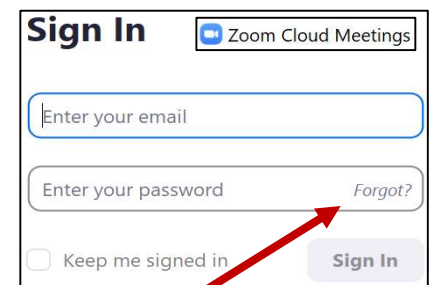 Sign In
Zoom Cloud Meetings
Enter your email
Enter your password Forgot?
Keep me signed in Sign In